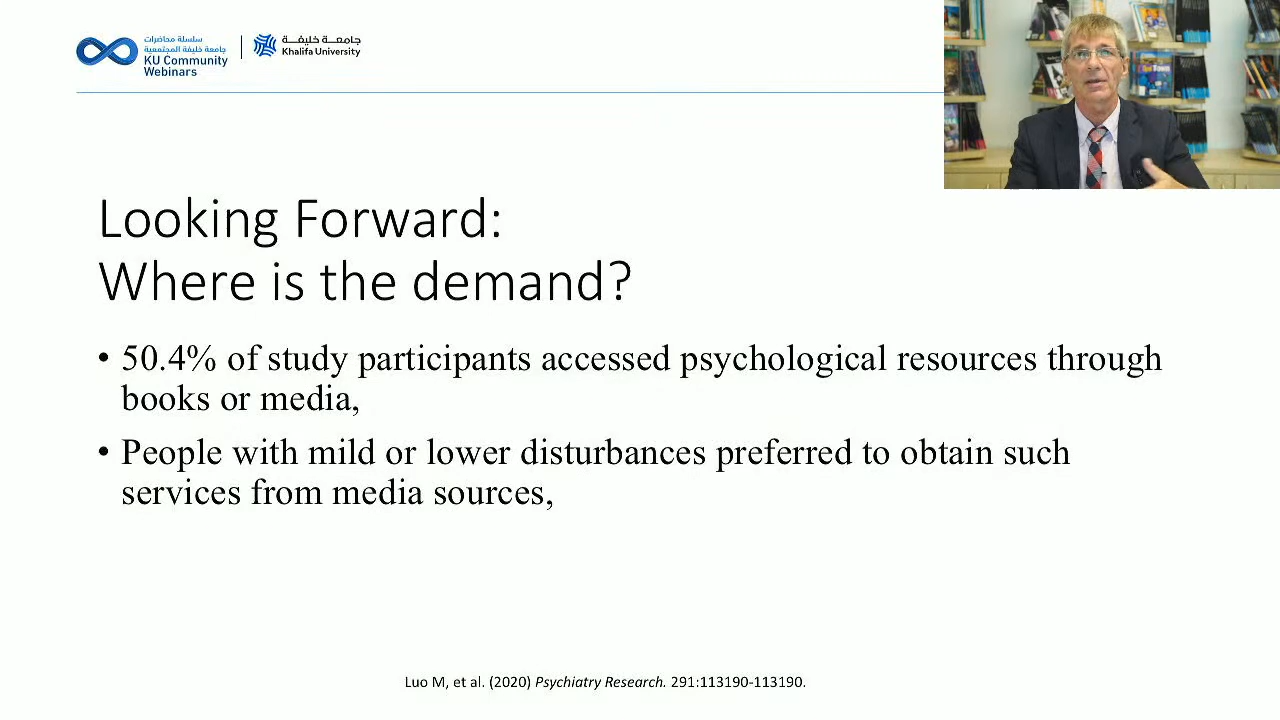 سلسلة محاضرات
جامعة خليفة المجتمعية
KU Community
Webinars
جامعـة خليفـة
Khalifa University
Looking Forward:
Where is the demand?
• 50.4% of study participants accessed psychological resources through
books or media,
• People with mild or lower disturbances preferred to obtain such
services from media sources,
Luo M, et al. (2020) Psychiatry Research. 291:113190-113190.